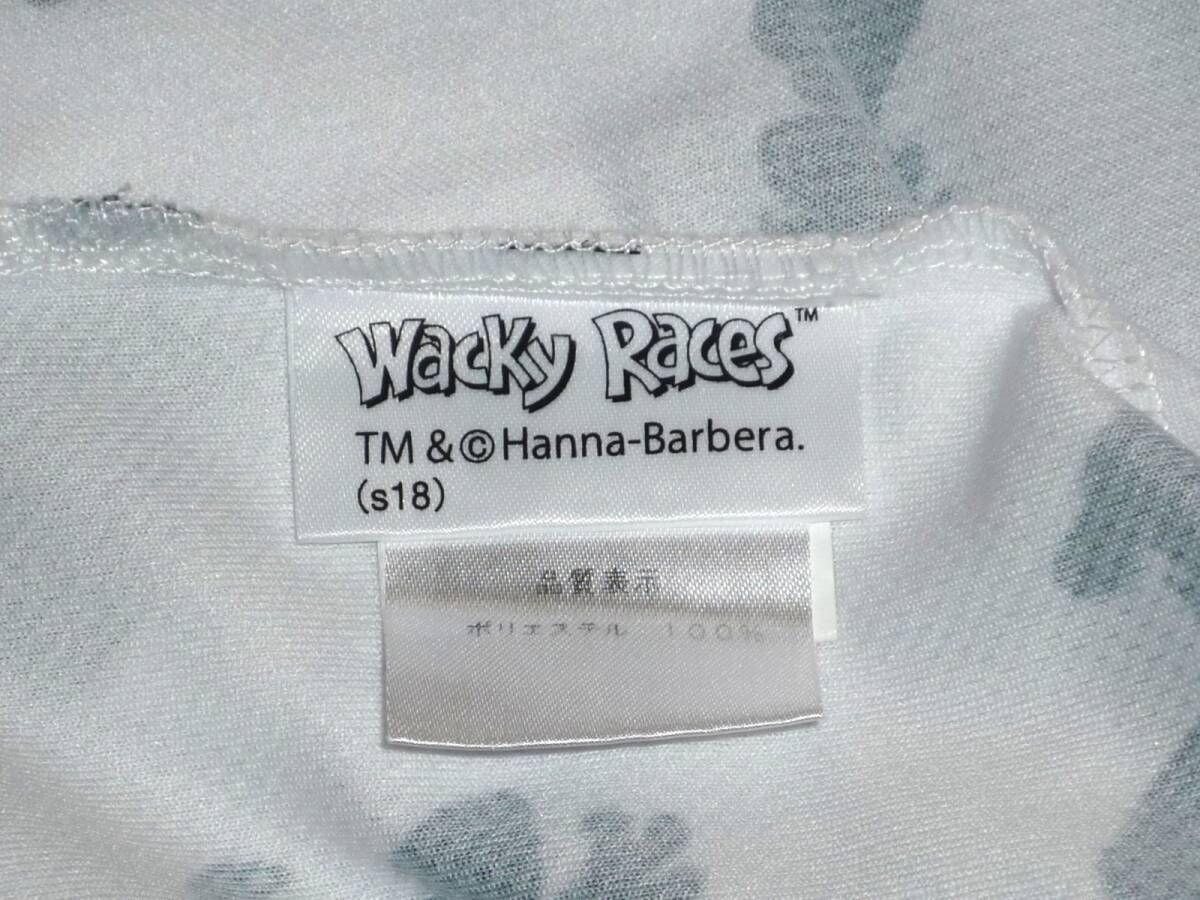 Wacky Races™
TM & © Hanna-Barbera.
(s18)
品質表示
ポリエステル 100%